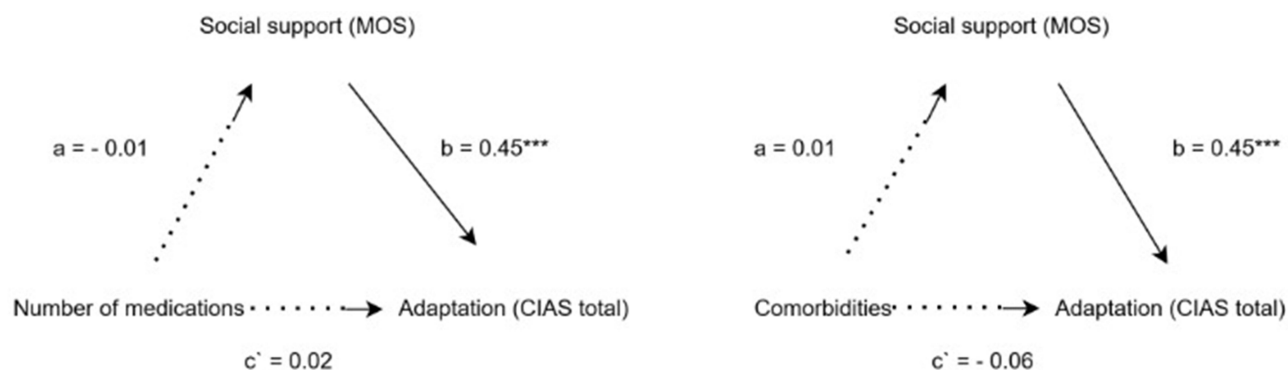 Social support (MOS)
a = - 0.01
b = 0.45***
Number of medications
Adaptation (CIAS total)
c` = 0.02
Social support (MOS)
a = 0.01
b = 0.45***
Comorbidities
Adaptation (CIAS total)
c` = - 0.06